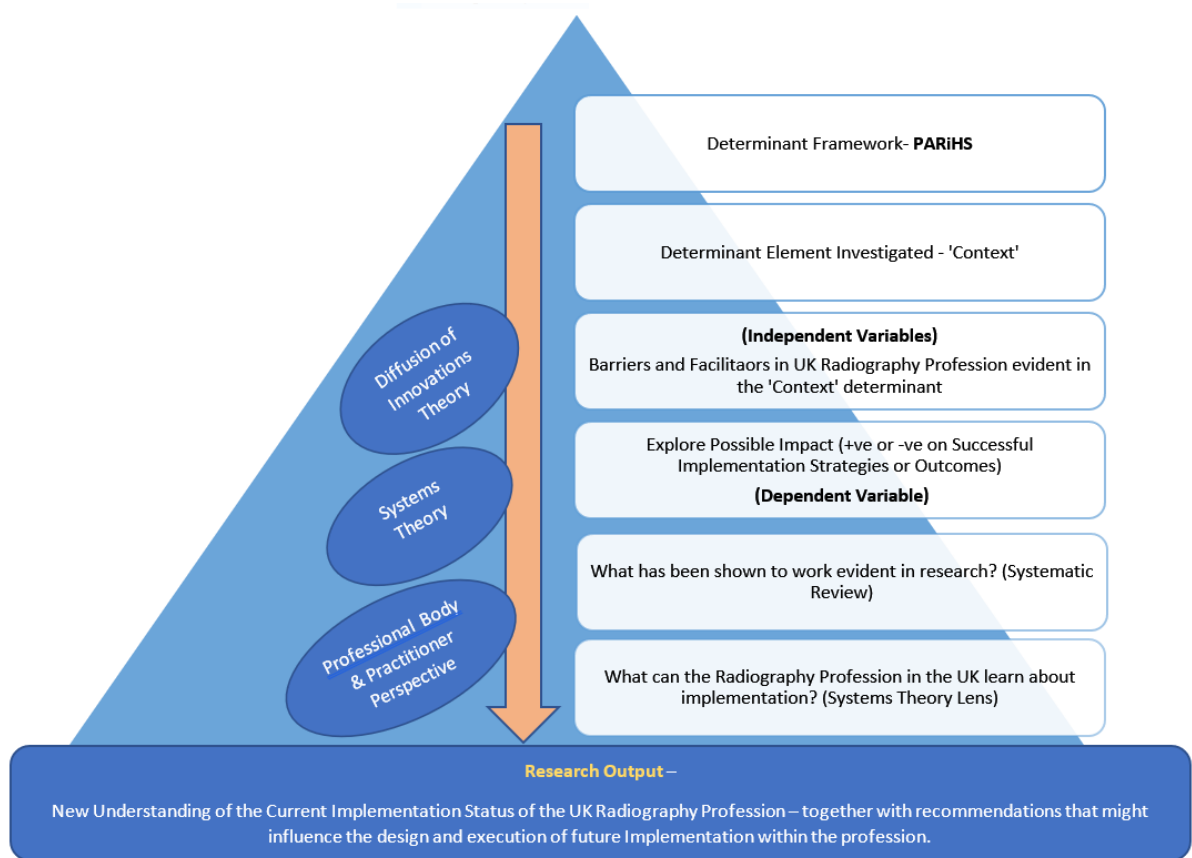 Determinant Framework- PARiHS
Determinant Element Investigated - 'Context'
(Independent Variables)
Barriers and Facilitaors in UK Radiography Profession evident in
the 'Context' determinant
Explore Possible Impact (+ve or -ve on Successful
Implementation Strategies or Outcomes)
(Dependent Variable)
What has been shown to work evident in research? (Systematic
Review)
What can the Radiography Profession in the UK learn about
implementation? (Systems Theory Lens)
Diffusion of
Innovations
Theory
Systems
Theory
Professional Body
& Practitioner
Perspective
Research Output –
New Understanding of the Current Implementation Status of the UK Radiography Profession – together with recommendations that might
influence the design and execution of future Implementation within the profession.